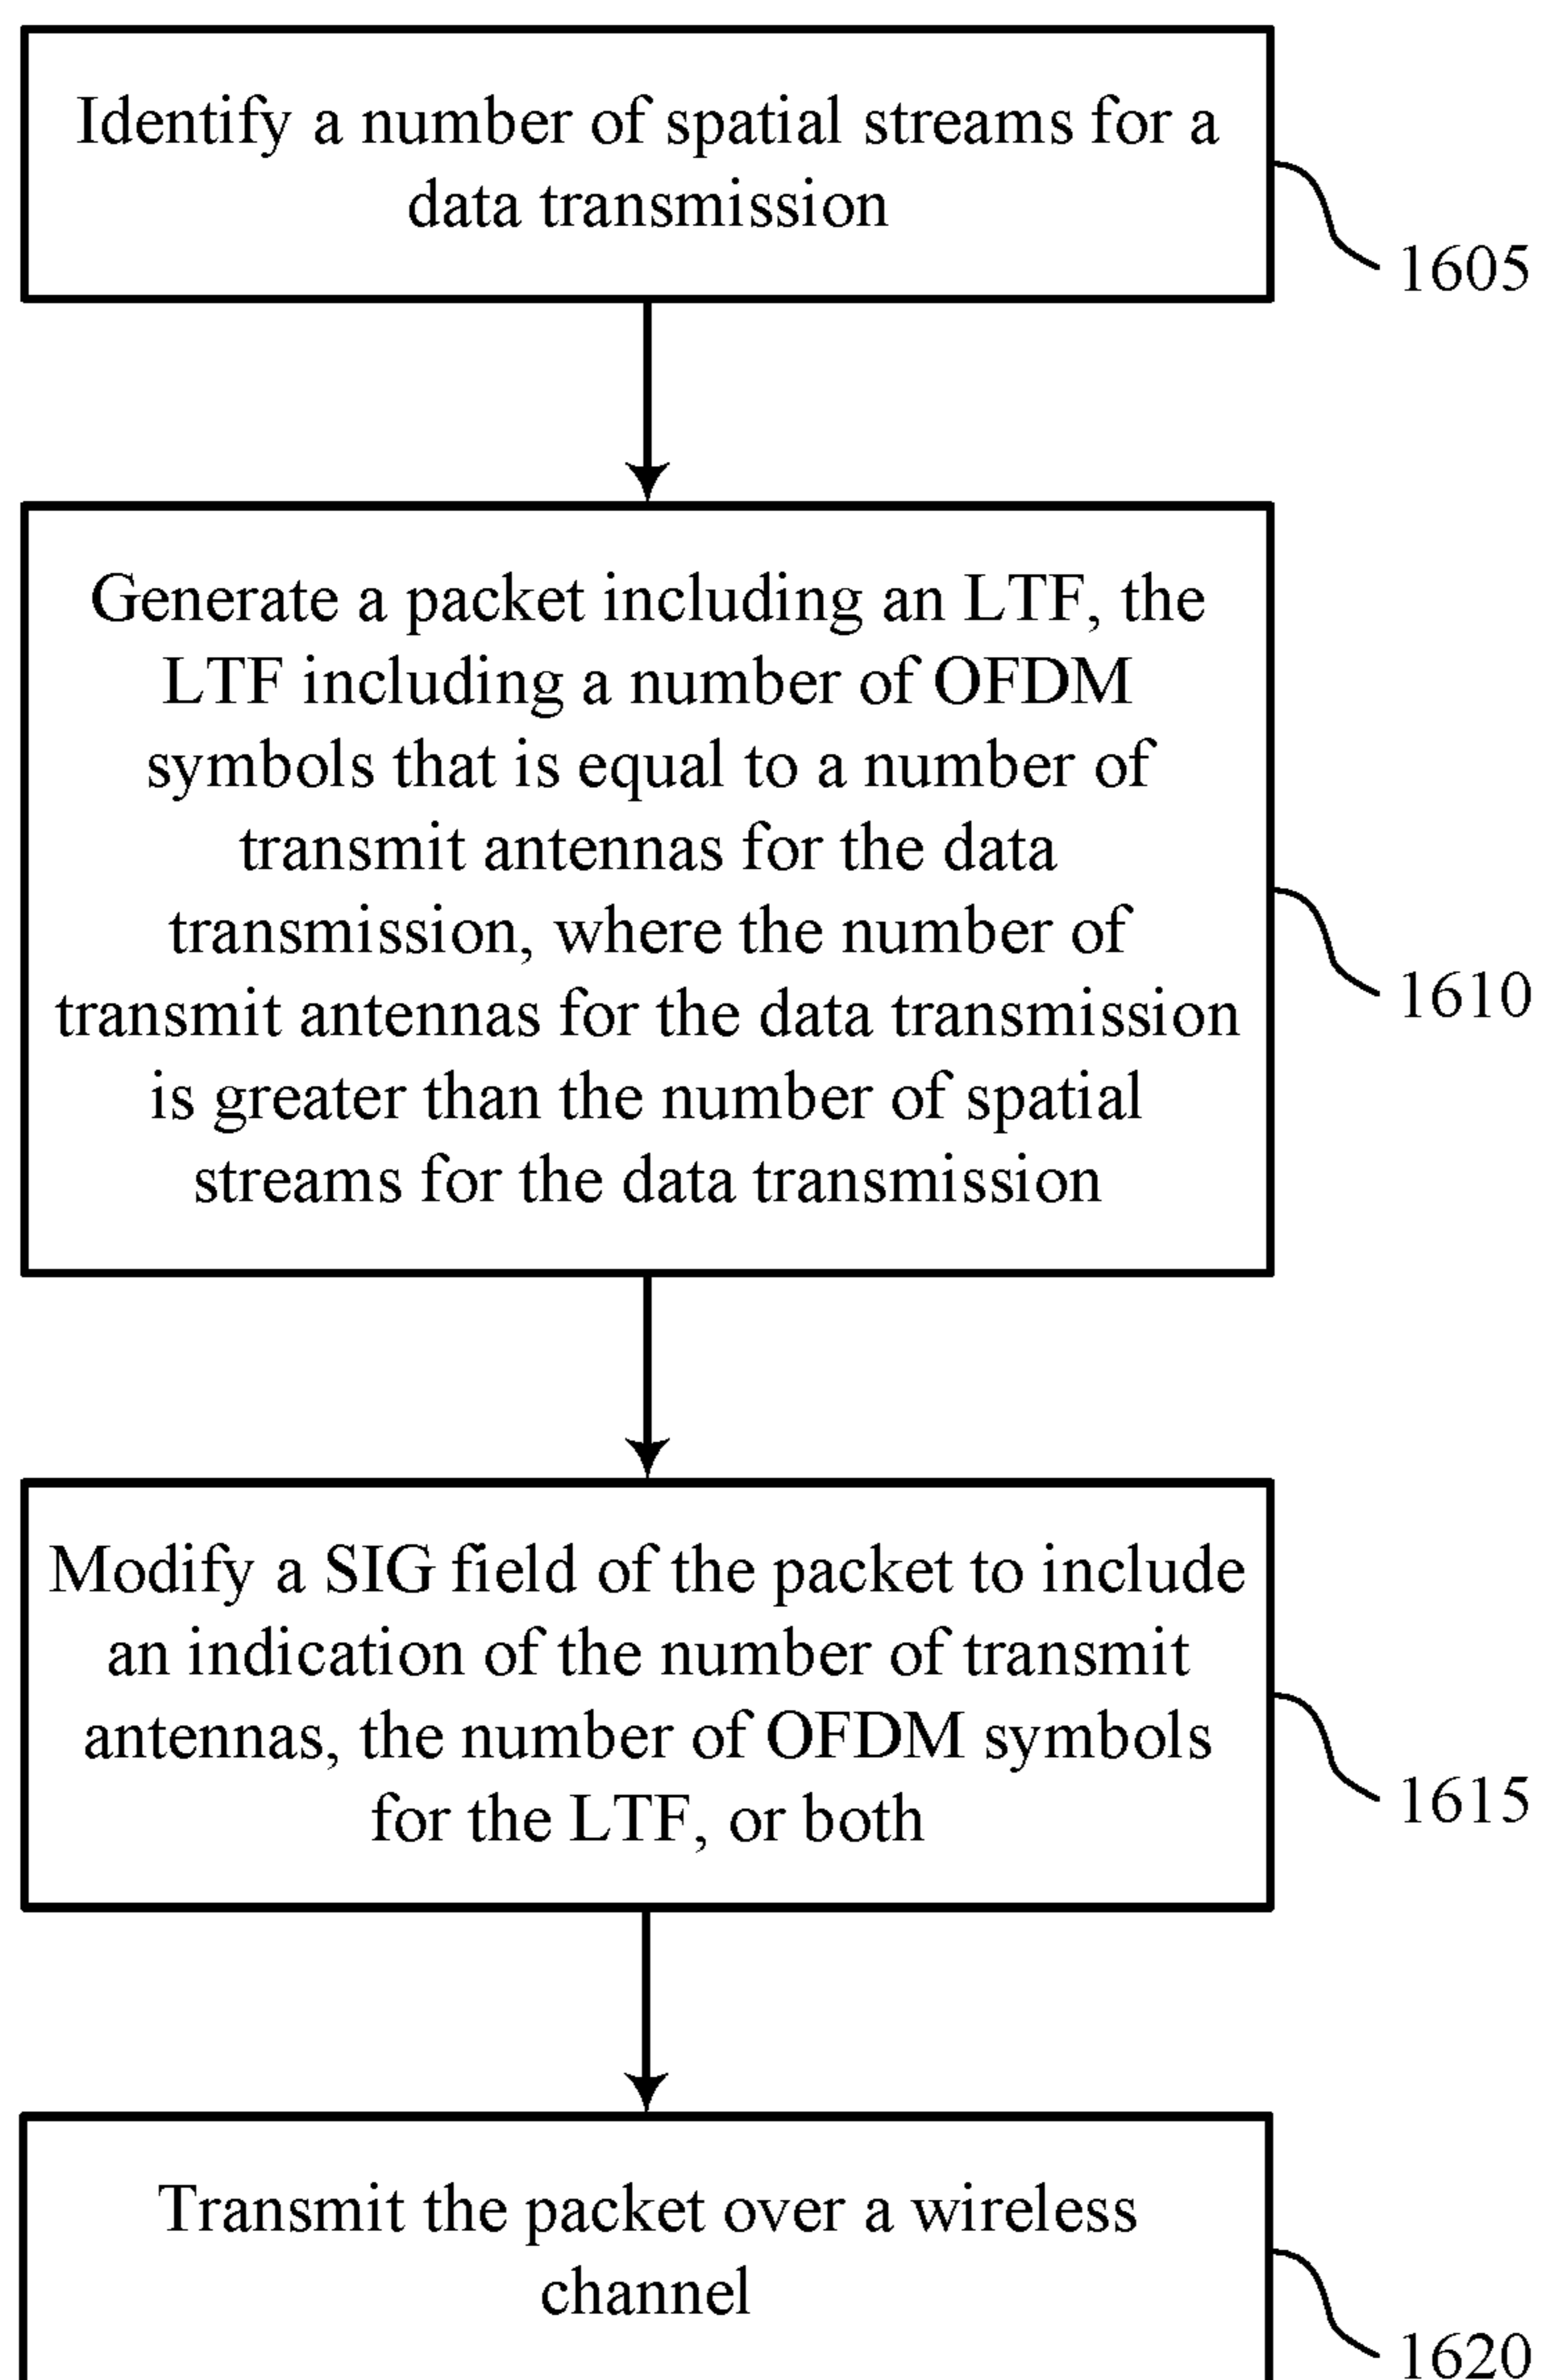 Identify a number of spatial streams for a
data transmission
1605
Generate a packet including an LTF, the
LTF including a number of OFDM
symbols that is equal to a number of
transmit antennas for the data
transmission, where the number of
transmit antennas for the data transmission
is greater than the number of spatial
streams for the data transmission
1610
Modify a SIG field of the packet to include
an indication of the number of transmit
antennas, the number of OFDM symbols
for the LTF, or both
1615
Transmit the packet over a wireless
channel
1620